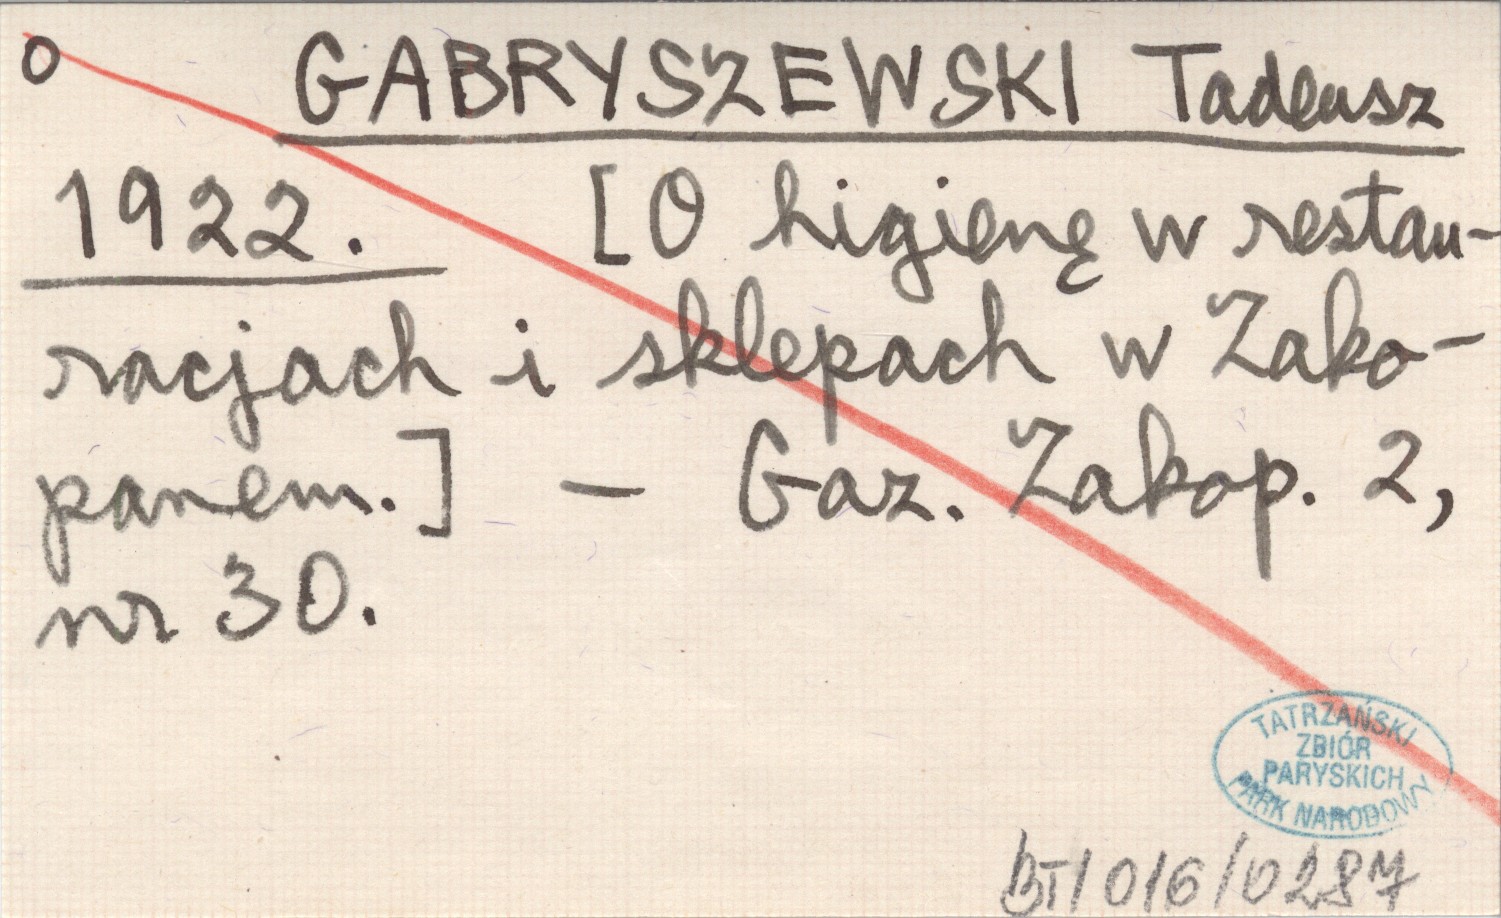 o GABRYSZEWSKI Tadeusz
1922. [O higienę w restau-
racjach i sklepach w Zako-
panem.] - Gaz. Zakop. 2,
nr 30.
TATRZAŃSKI
ZBIÓR
PARYSKICH
PARK NARODOWY
BT/016/0287